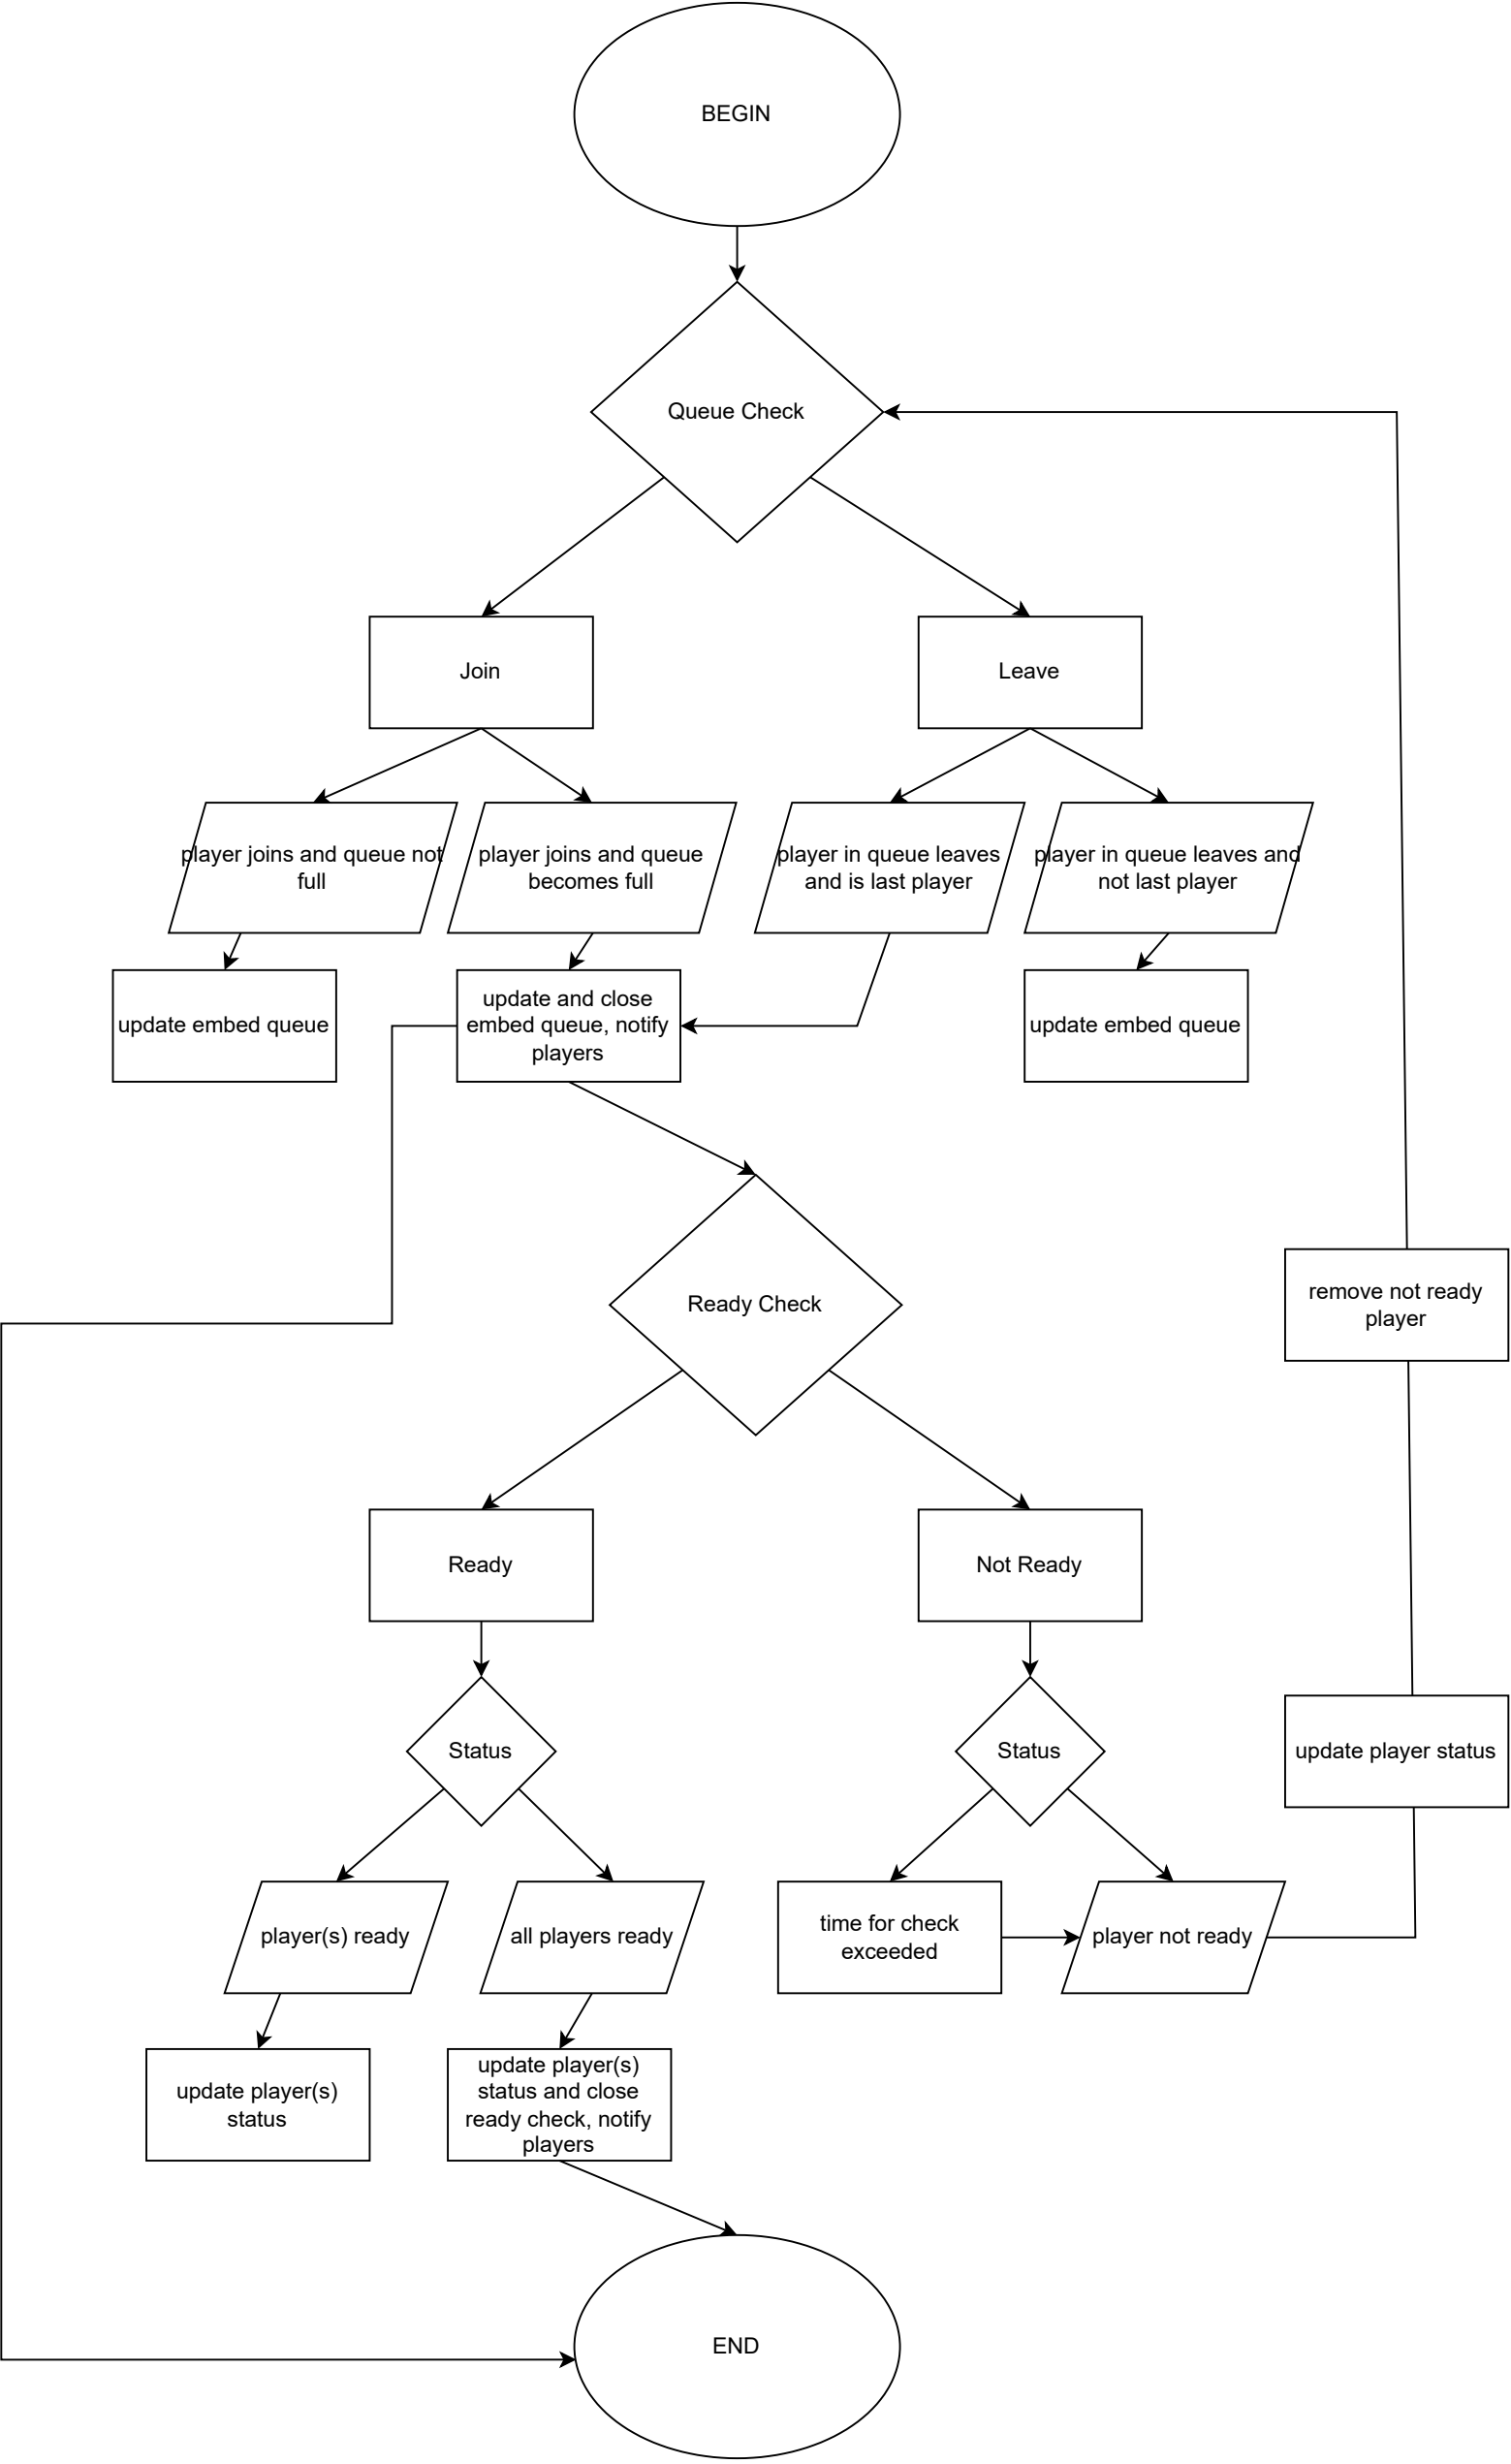 BEGIN
Queue Check
Join
Leave
player joins and queue not
full
player joins and queue
becomes full
player in queue leaves
and is last player
player in queue leaves and
not last player
update embed queue
update and close
embed queue, notify
players
update embed queue
Ready Check
remove not ready
player
Ready
Not Ready
Status
Status
update player status
player(s) ready
all players ready
time for check
exceeded
player not ready
update player(s)
status
update player(s)
status and close
ready check, notify
players
END